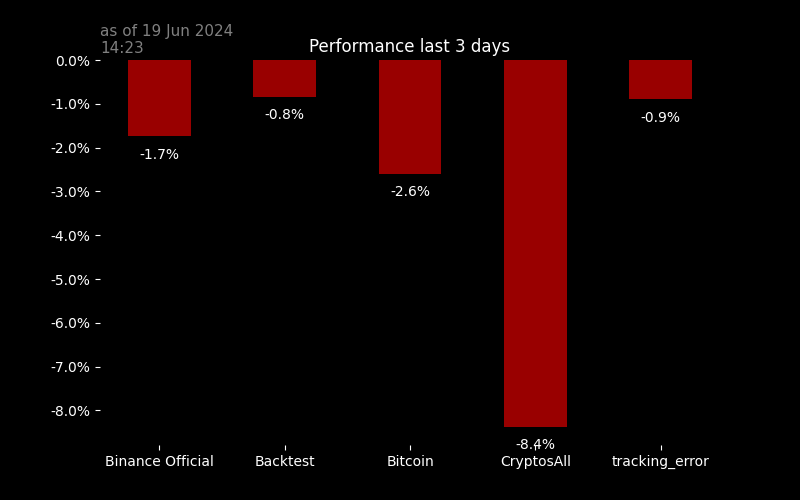 as of 19 Jun 2024
14:23
Performance last 3 days
0.0%
-1.0%
-2.0%
-3.0%
-4.0%
-5.0%
-6.0%
-7.0%
-8.0%
-1.7%
-0.8%
-2.6%
-8.4%
-0.9%
Binance Official
Backtest
Bitcoin
CryptosAll
tracking_error